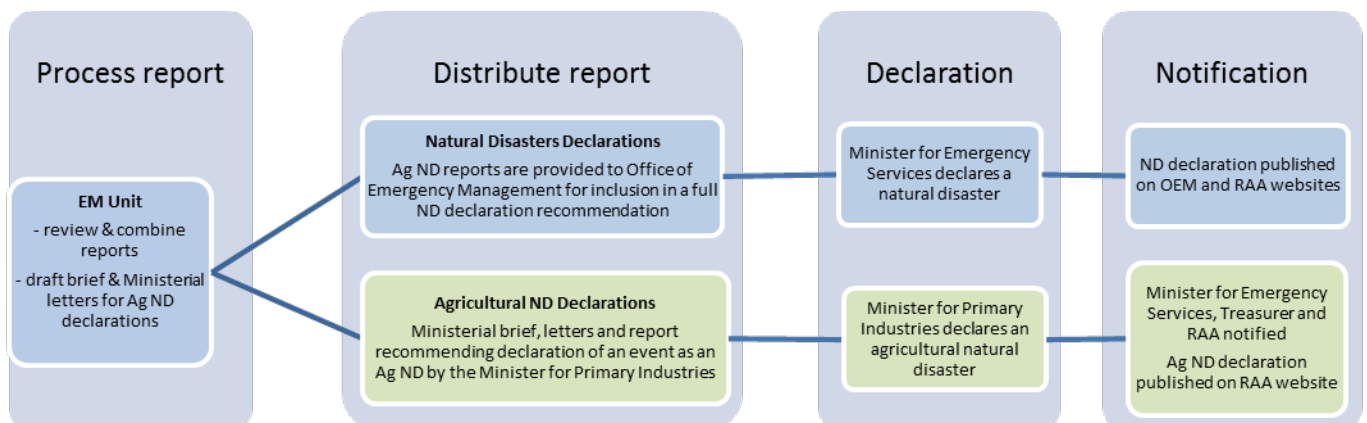 Process report
EM Unit
- review & combine
reports
- draft brief & Ministerial
letters for Ag ND
declarations
Distribute report
Natural Disasters Declarations
Ag ND reports are provided to Office of
Emergency Management for inclusion in a full
ND declaration recommendation
Agricultural ND Declarations
Ministerial brief, letters and report
recommending declaration of an event as an
Ag ND by the Minister for Primary Industries
Declaration
Minister for Emergency
Services declares a
natural disaster
Minister for Primary
Industries declares an
agricultural natural
disaster
Notification
ND declaration published
on OEM and RAA websites
Minister for Emergency
Services, Treasurer and
RAA notified
Ag ND declaration
published on RAA website